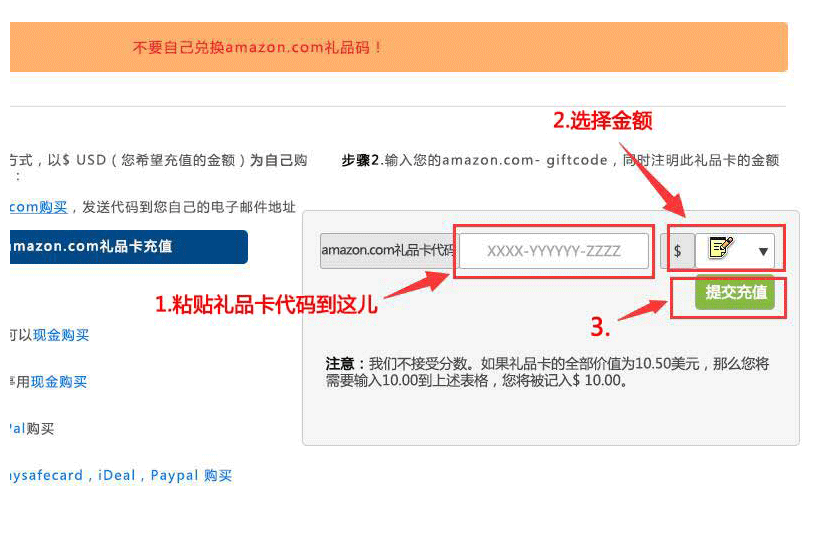 不要自己兑换amazon.com礼品码！
2.选择金额
方式，以$ USD（您希望充值的金额）为自己购
：
步骤2.输入您的amazon.com- giftcode，同时注明此礼品卡的金额
com购买，发送代码到您自己的电子邮件地址
amazon.com礼品卡充值
amazon.com礼品卡代码
XXXX-YYYYYY-ZZZZ
$
提交充值
1.粘贴礼品卡代码到这儿
3.
可以现金购买
注意：我们不接受分数。如果礼品卡的全部价值为10.50美元，那么您将
需要输入10.00到上述表格，您将被记入$ 10.00。
用现金购买
Pal购买
aysafecard，iDeal，Paypal 购买